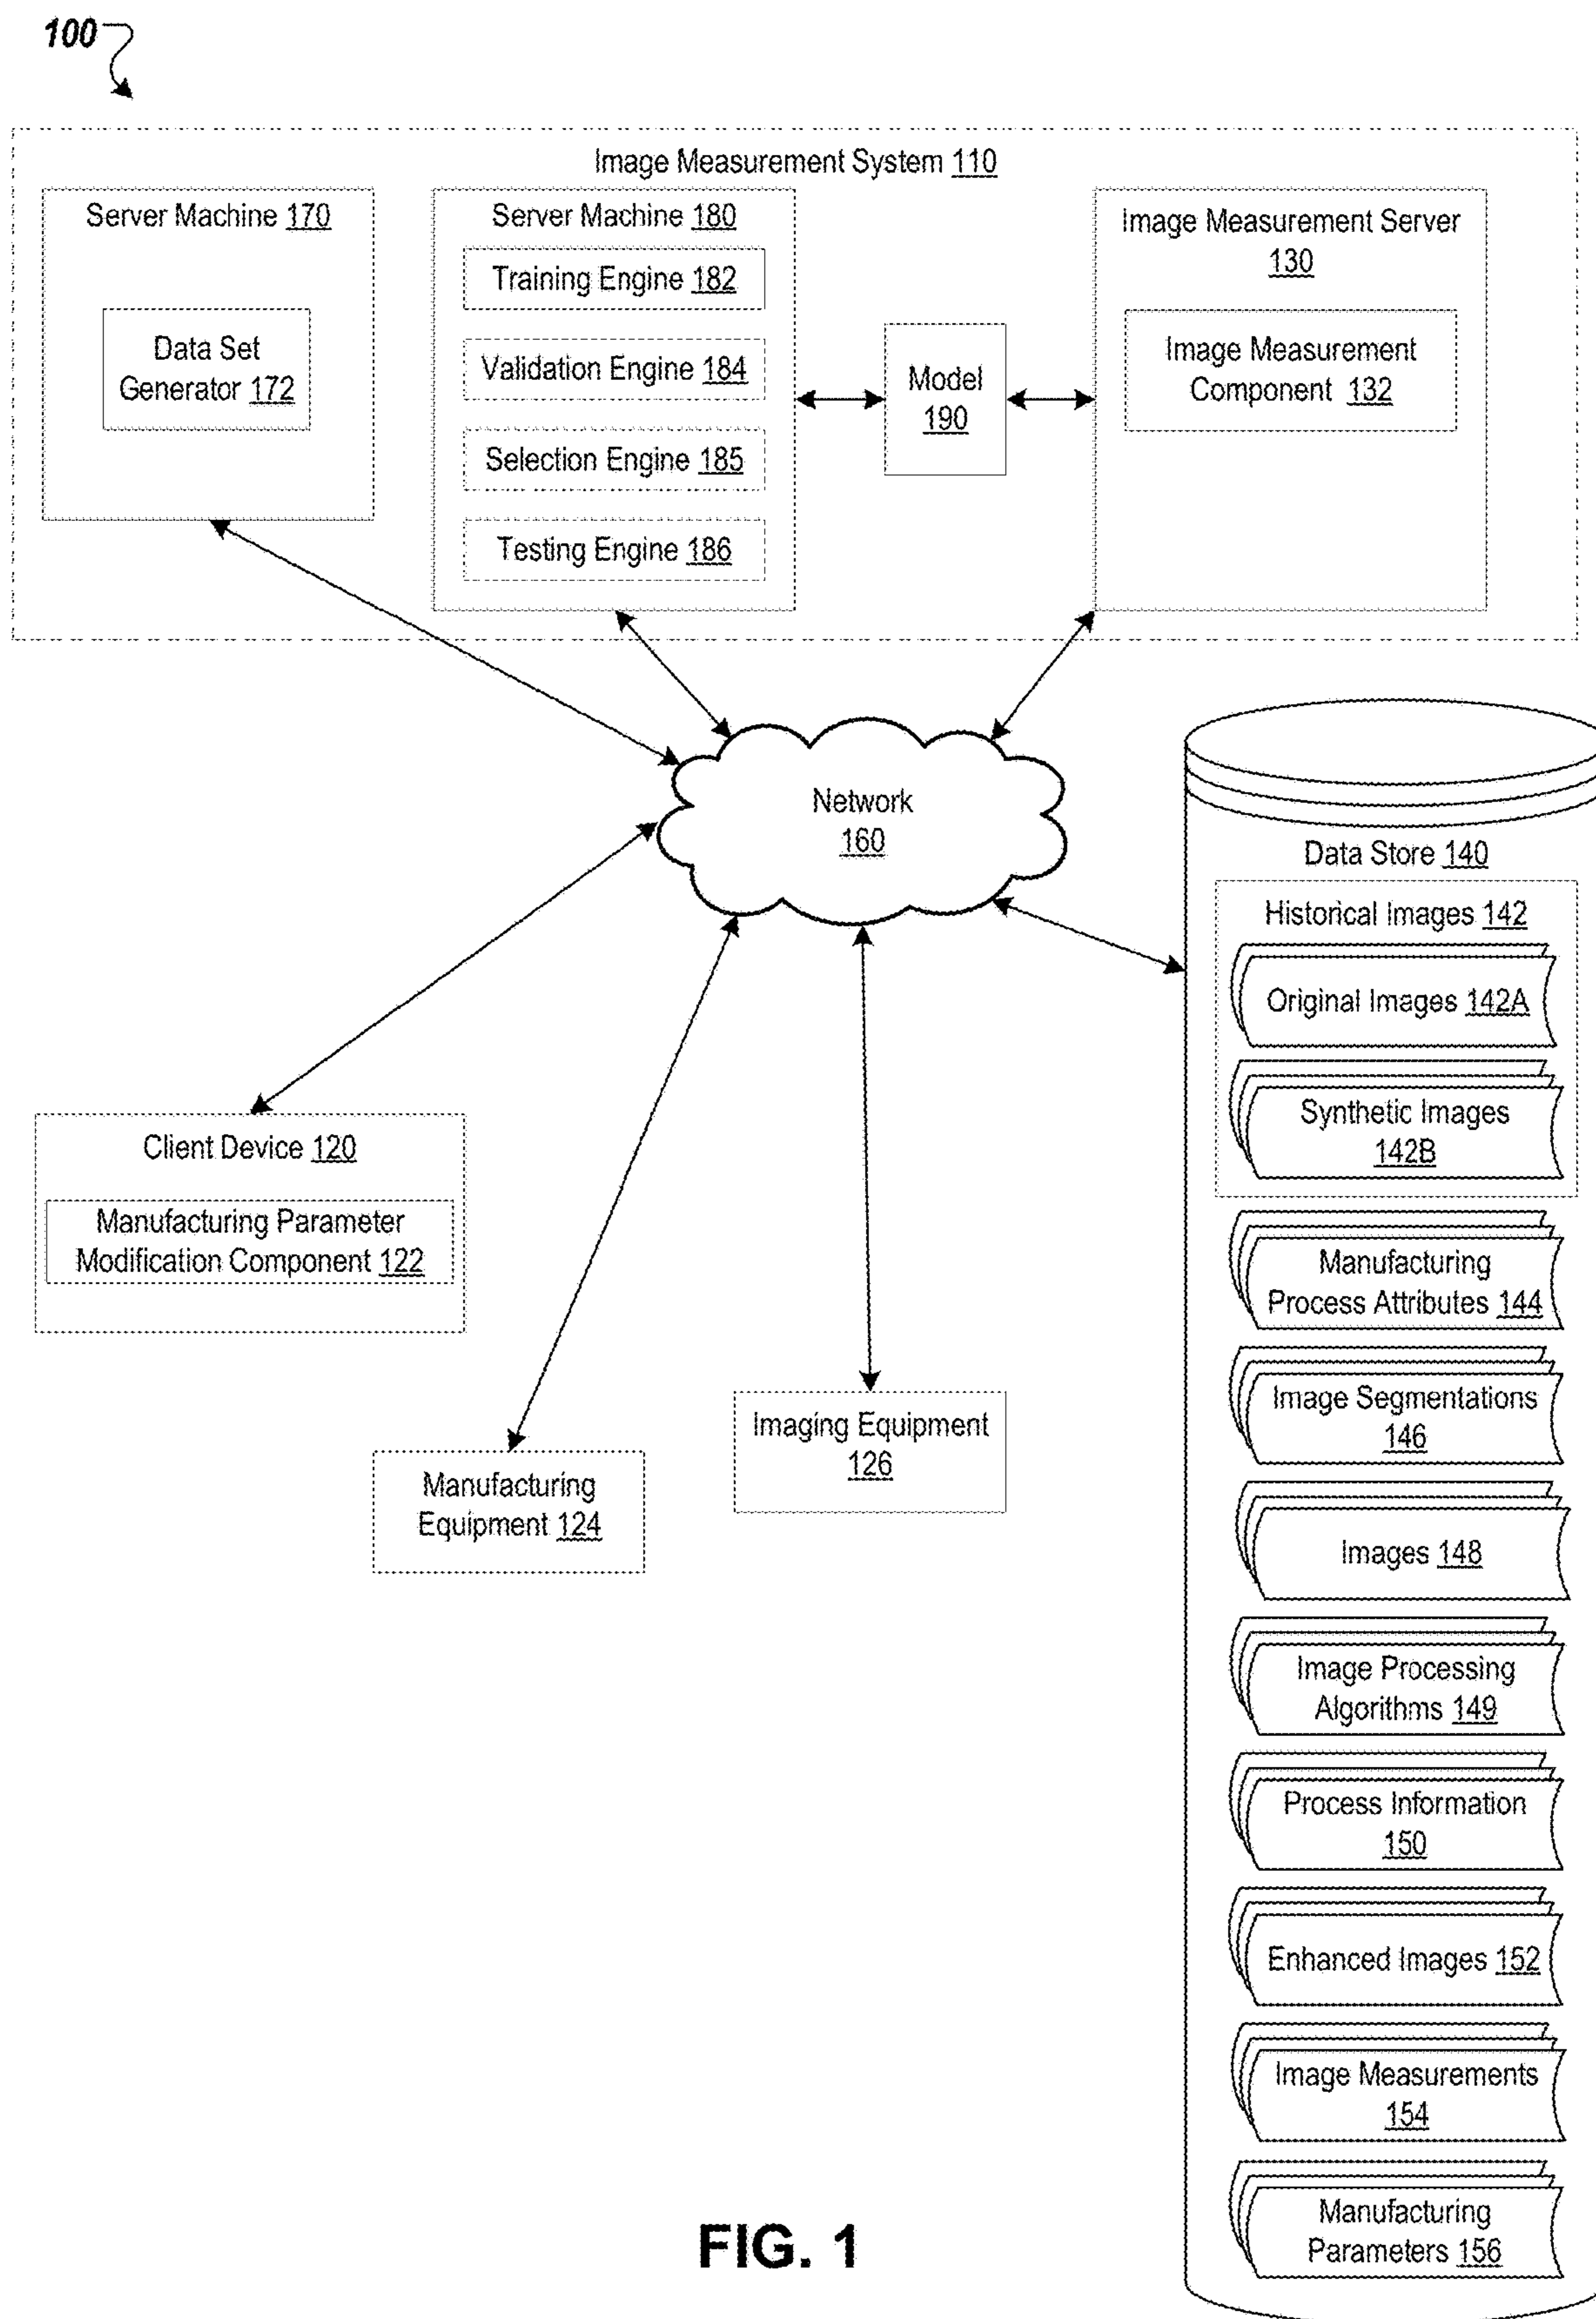 100
Image Measurement System 110
Server Machine 170
Data Set
Generator 172
Server Machine 180
Training Engine 182
Validation Engine 184
Selection Engine 185
Testing Engine 186
Model
190
Image Measurement Server
130
Image Measurement
Component 132
Network
160
Data Store 140
Historical Images 142
Original Images 142A
Synthetic Images
142B
Manufacturing
Process Attributes 144
Image Segmentations
146
Images 148
Image Processing
Algorithms 149
Process Information
150
Enhanced Images 152
Image Measurements
154
Manufacturing
Parameters 156
Client Device 120
Manufacturing Parameter
Modification Component 122
Manufacturing
Equipment 124
Imaging Equipment
126
FIG. 1